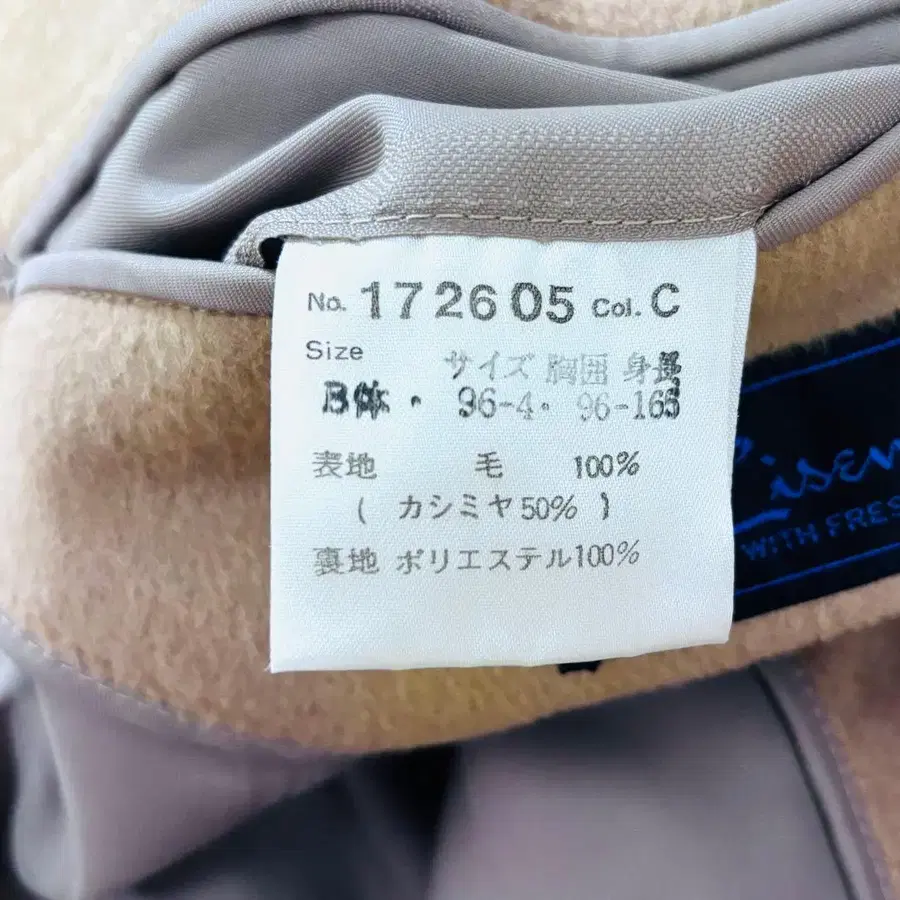 No. 172605 Col. C
Size サイズ 胸囲 身長
B体・ 96-4・ 96-165
表地 毛 100%
( カシミヤ50% )
裏地 ポリエステル100%
WITH FRES